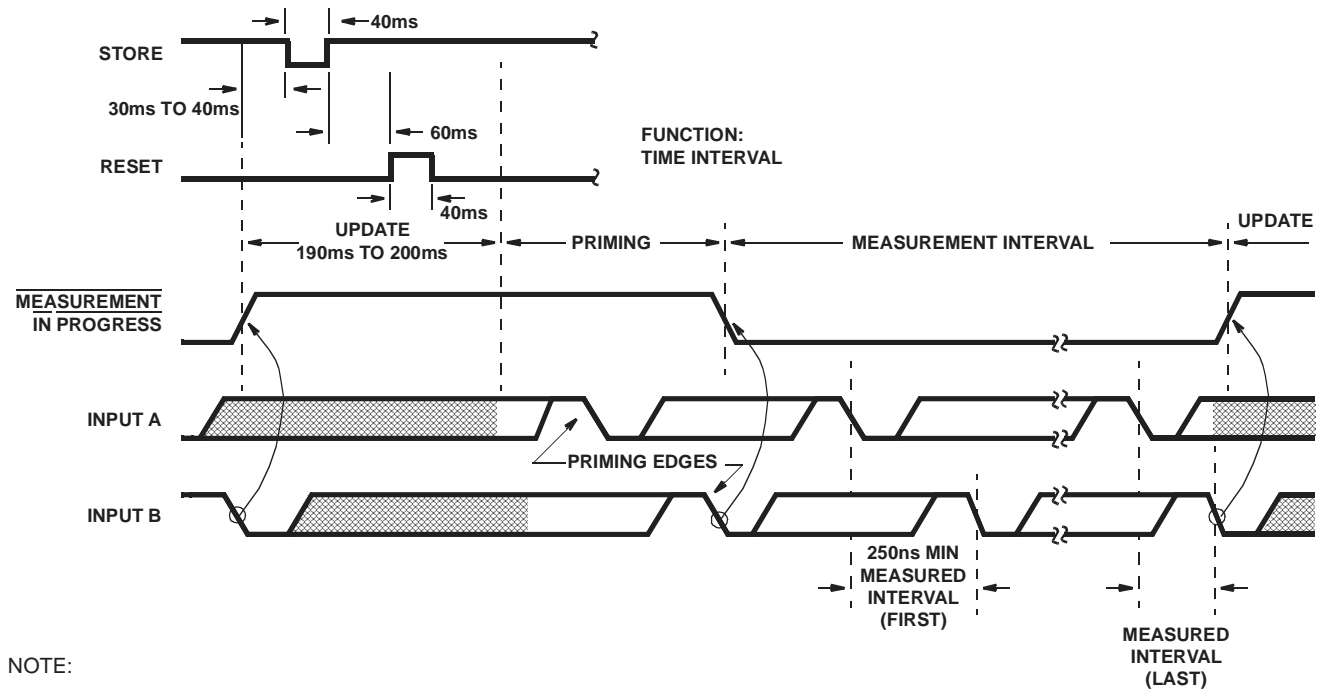 40ms
STORE
30ms TO 40ms
60ms
FUNCTION:
TIME INTERVAL
RESET
40ms
UPDATE
190ms TO 200ms
PRIMING
MEASUREMENT INTERVAL
UPDATE
MEASUREMENT
IN PROGRESS
INPUT A
PRIMING EDGES
INPUT B
250ns MIN
MEASURED
INTERVAL
(FIRST)
MEASURED
INTERVAL
(LAST)
NOTE: